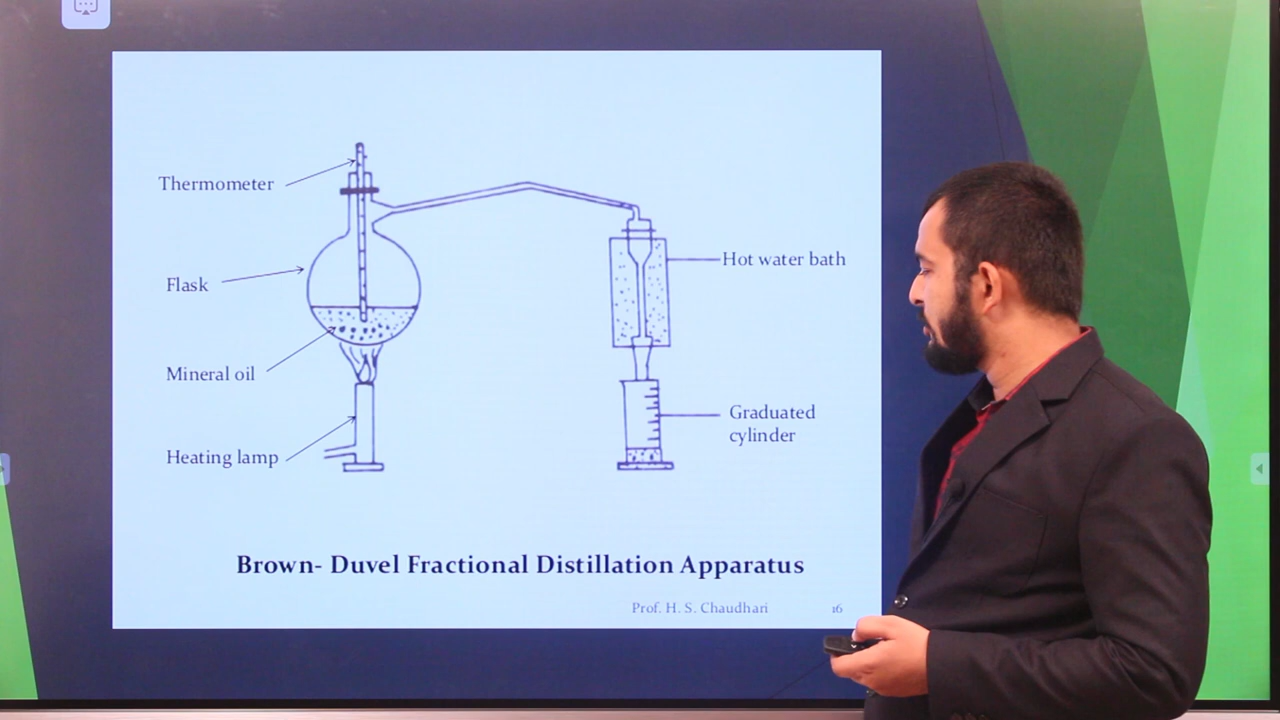 Thermometer
Flask
Hot water bath
Mineral oil
Graduated
cylinder
Heating lamp
Brown- Duvel Fractional Distillation Apparatus
Prof. H. S. Chaudhari
16